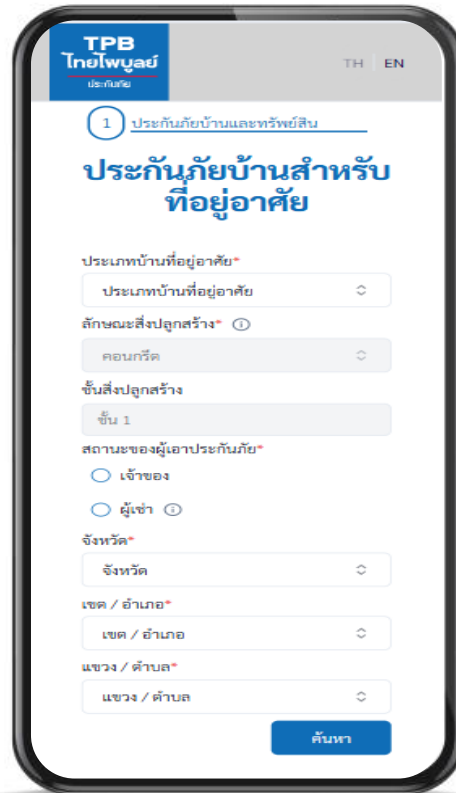 TPB
ไทยไพบูลย์
ประกันภัย
TH EN
1 ประกันภัยบ้านและทรัพย์สิน
ประกันภัยบ้านสำหรับ
ที่อยู่อาศัย
ประเภทบ้านที่อยู่อาศัย*
ประเภทบ้านที่อยู่อาศัย
ลักษณะสิ่งปลูกสร้าง*
คอนกรีต
ชั้นสิ่งปลูกสร้าง
ชั้น 1
สถานะของผู้เอาประกันภัย*
เจ้าของ
ผู้เช่า
จังหวัด*
จังหวัด
เขต / อำเภอ*
เขต / อำเภอ
แขวง / ตำบล*
แขวง / ตำบล
ค้นหา